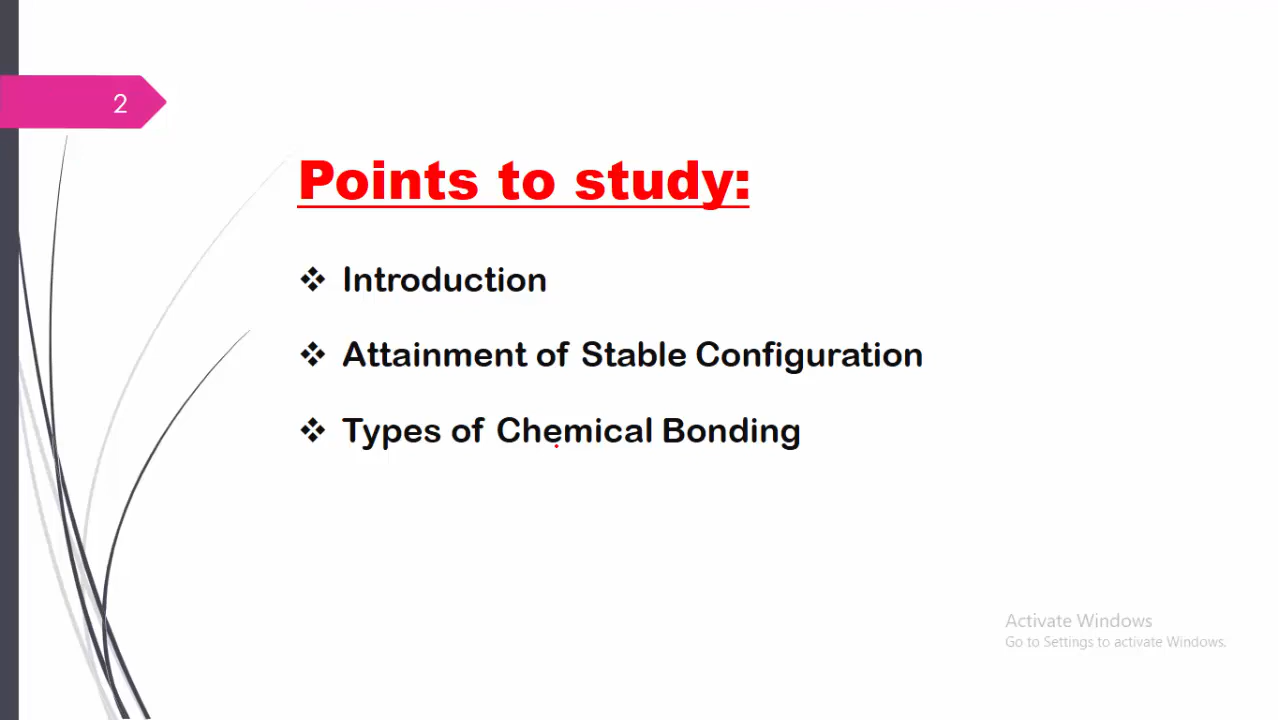 2
Points to study:
❖ Introduction
❖ Attainment of Stable Configuration
❖ Types of Chemical Bonding
Activate Windows
Go to Settings to activate Windows.